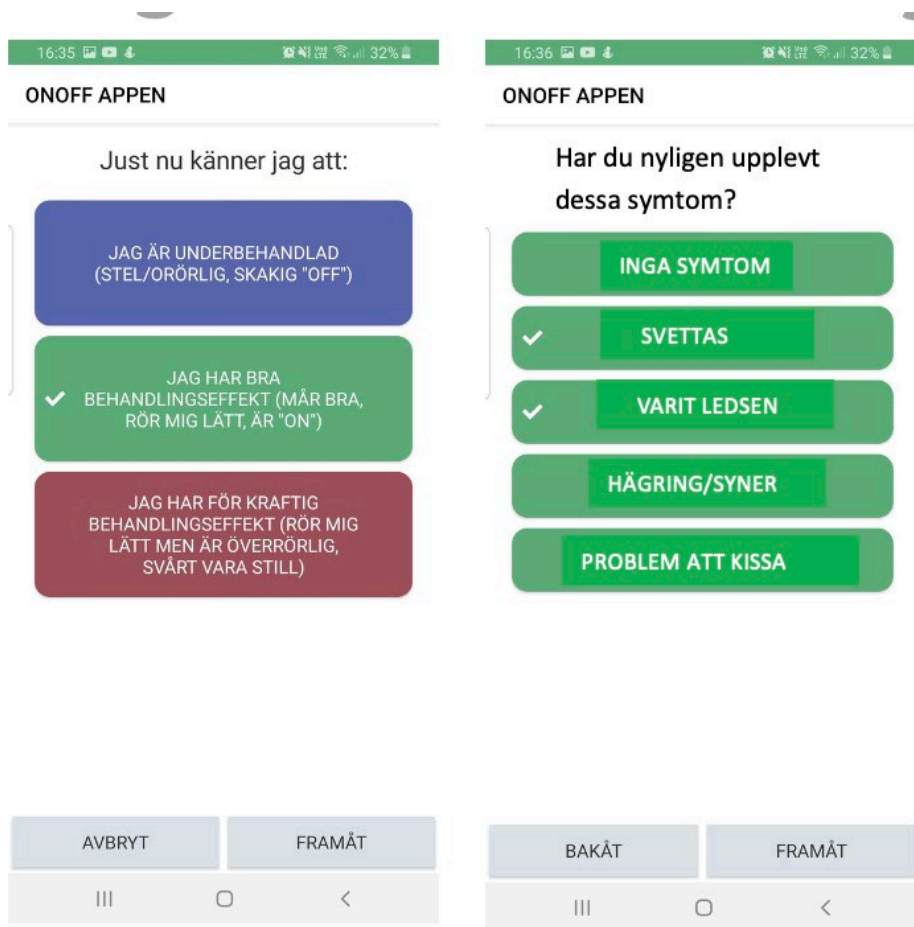 16:35
32%
ONOFF APPEN
Just nu känner jag att:
JAG ÄR UNDERBEHANDLAD
(STEL/ORÖRLIG, SKAKIG "OFF")
JAG HAR BRA
BEHANDLINGSEFFEKT (MÅR BRA,
RÖR MIG LÄTT, ÄR "ON")
JAG HAR FÖR KRAFTIG
BEHANDLINGSEFFEKT (RÖR MIG
LÄTT MEN ÄR ÖVERRÖRLIG,
SVÅRT VARA STILL)
AVBRYT
FRAMÅT
16:36
32%
ONOFF APPEN
Har du nyligen upplevt
dessa symtom?
INGA SYMTOM
SVETTAS
VARIT LEDSEN
HÄGRING/SYNER
PROBLEM ATT KISSA
BAKÅT
FRAMÅT